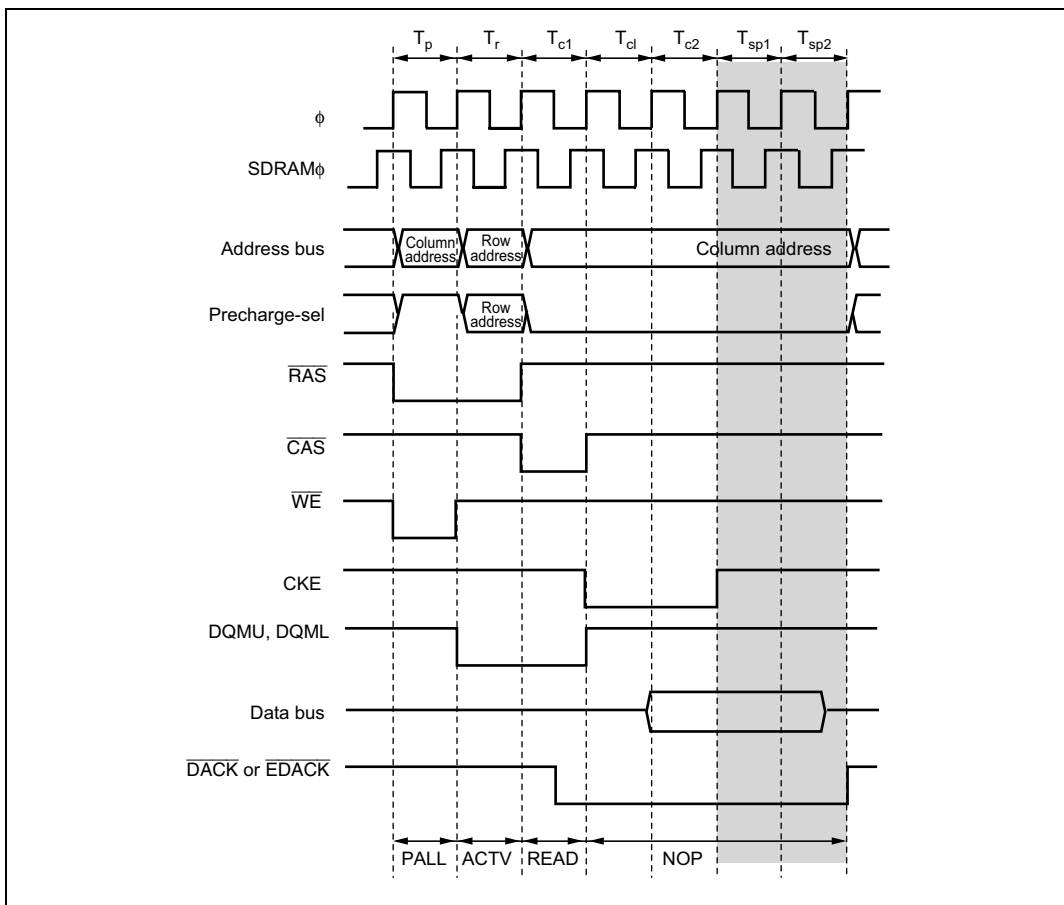 Tp Tr Tc1 Tcl Tc2 Tsp1 Tsp2
ϕ
SDRAMϕ
Address bus
Column address
Row address
Column address
Precharge-sel
Row address
RAS
CAS
WE
CKE
DQMU, DQML
Data bus
DACK or EDACK
PALL ACTV READ NOP